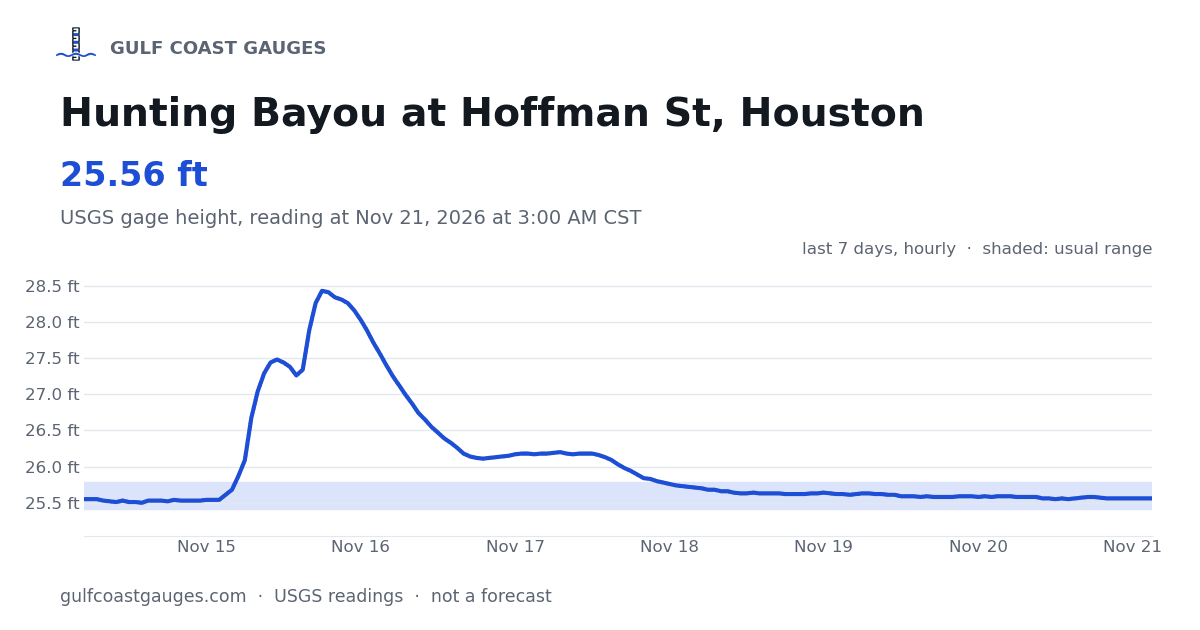 GULF COAST GAUGES
Hunting Bayou at Hoffman St, Houston
25.56 ft
USGS gage height, reading at Nov 21, 2026 at 3:00 AM CST
last 7 days, hourly · shaded: usual range
28.5 ft
28.0 ft
27.5 ft
27.0 ft
26.5 ft
26.0 ft
25.5 ft
Nov 15 Nov 16 Nov 17 Nov 18 Nov 19 Nov 20 Nov 21
gulfcoastgauges.com · USGS readings · not a forecast